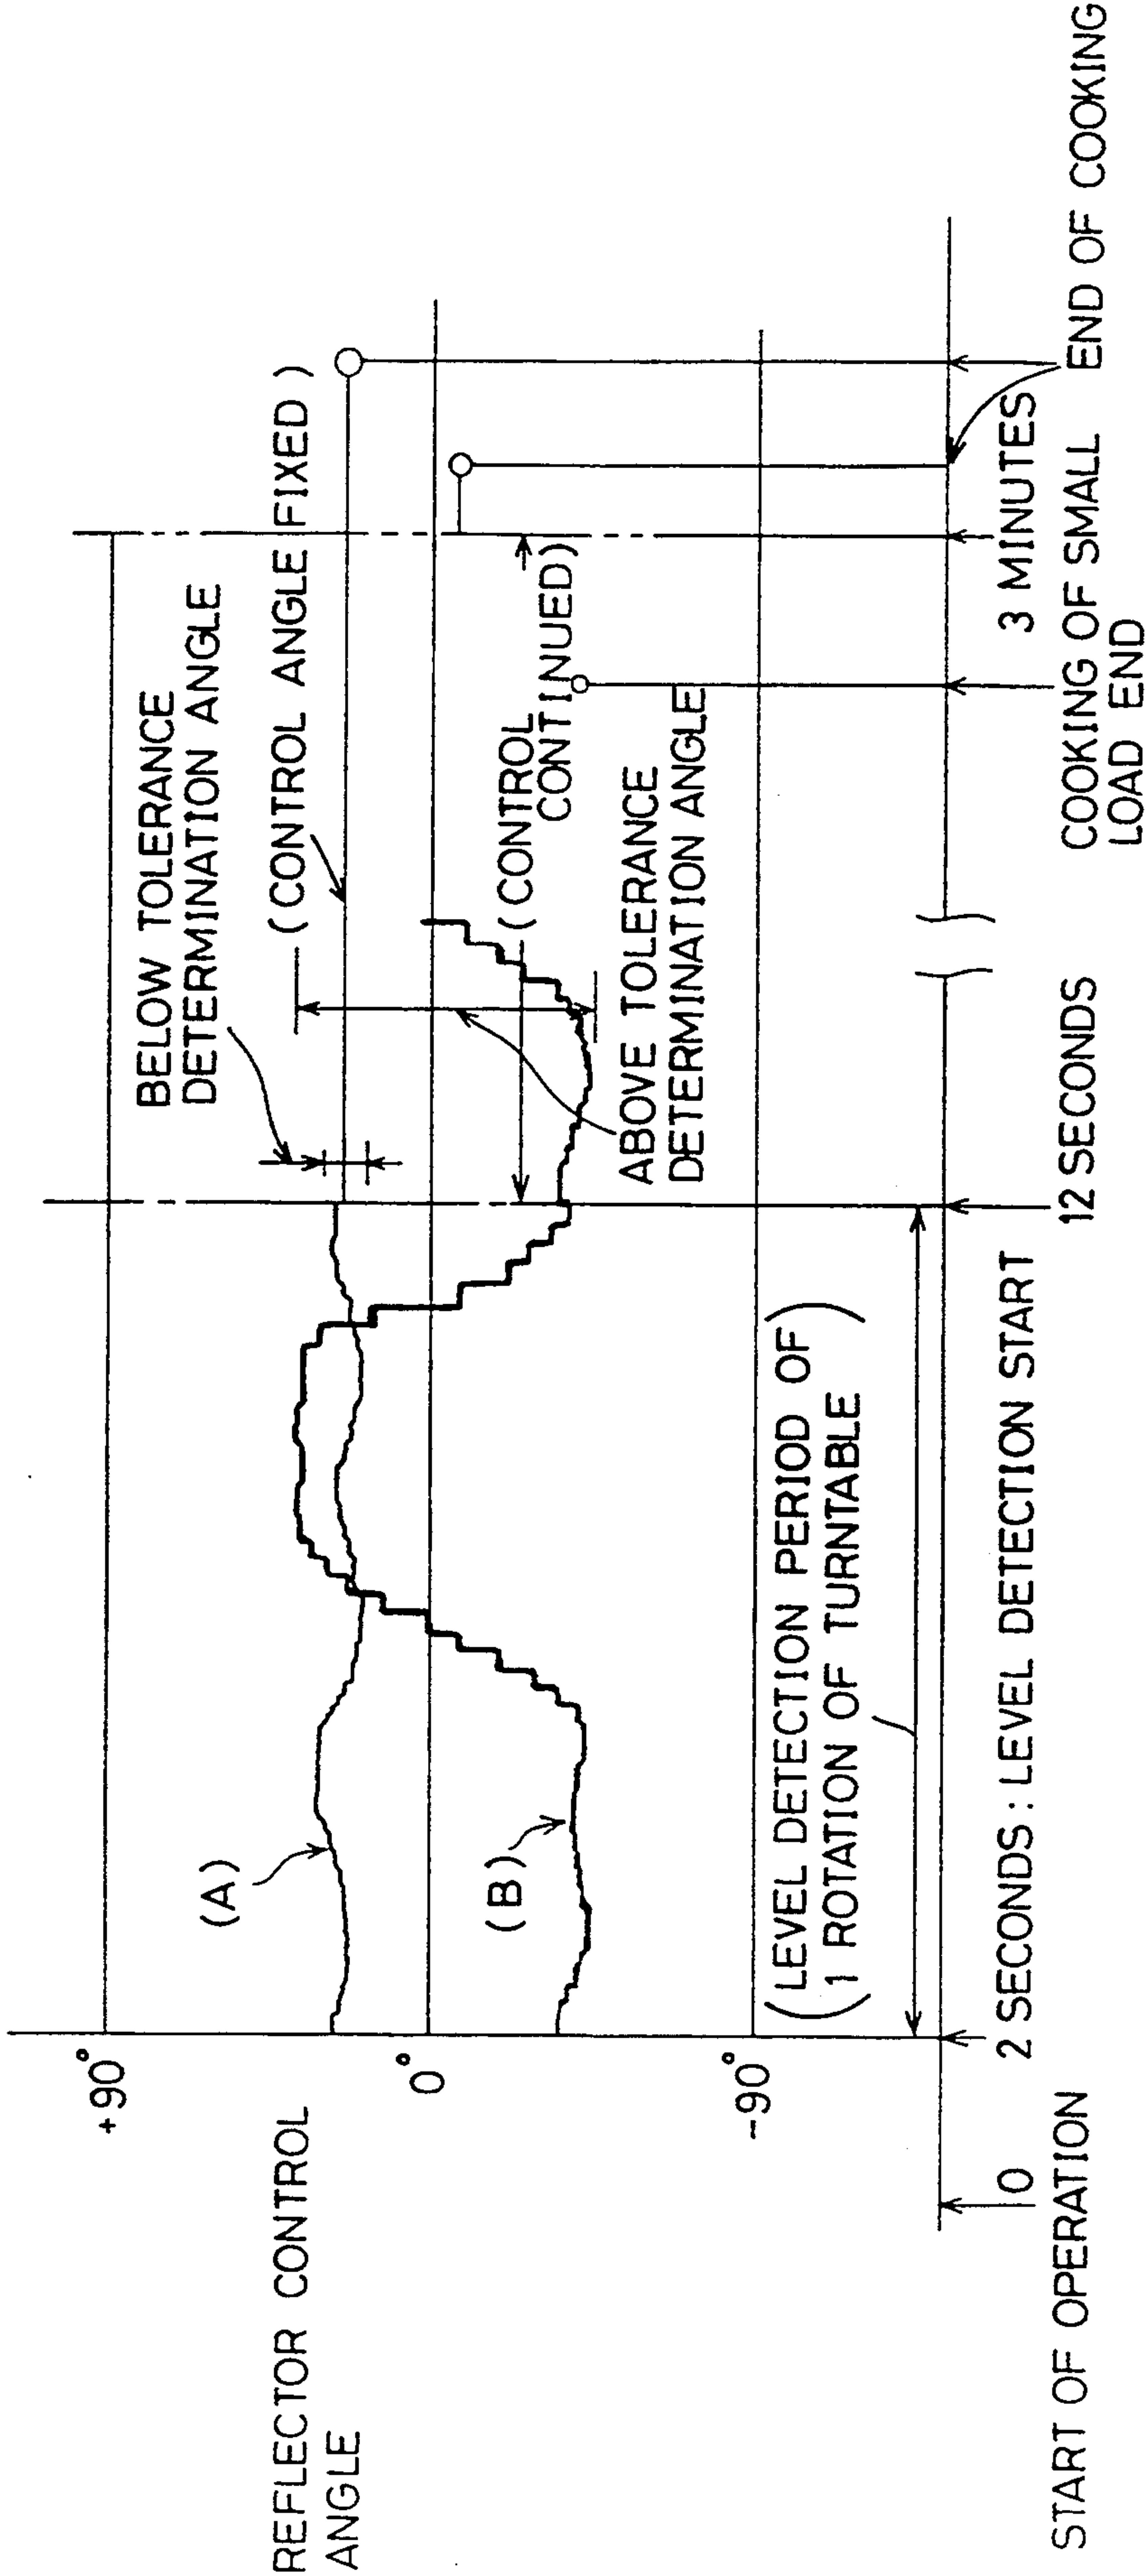 REFLECTOR CONTROL
ANGLE
+90°
0°
-90°
(A)
(B)
BELOW TOLERANCE
DETERMINATION ANGLE
(CONTROL ANGLE FIXED)
(CONTROL
CONTINUED)
ABOVE TOLERANCE
DETERMINATION ANGLE
(LEVEL DETECTION PERIOD OF
1 ROTATION OF TURNTABLE)
0
START OF OPERATION
2 SECONDS: LEVEL DETECTION START
12 SECONDS
3 MINUTES
COOKING OF SMALL
LOAD END
END OF COOKING